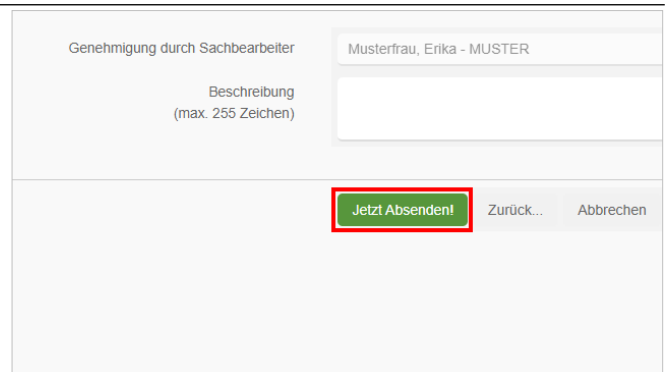 Genehmigung durch Sachbearbeiter
Musterfrau, Erika - MUSTER
Beschreibung
(max. 255 Zeichen)
Jetzt Absenden!
Zurück...
Abbrechen